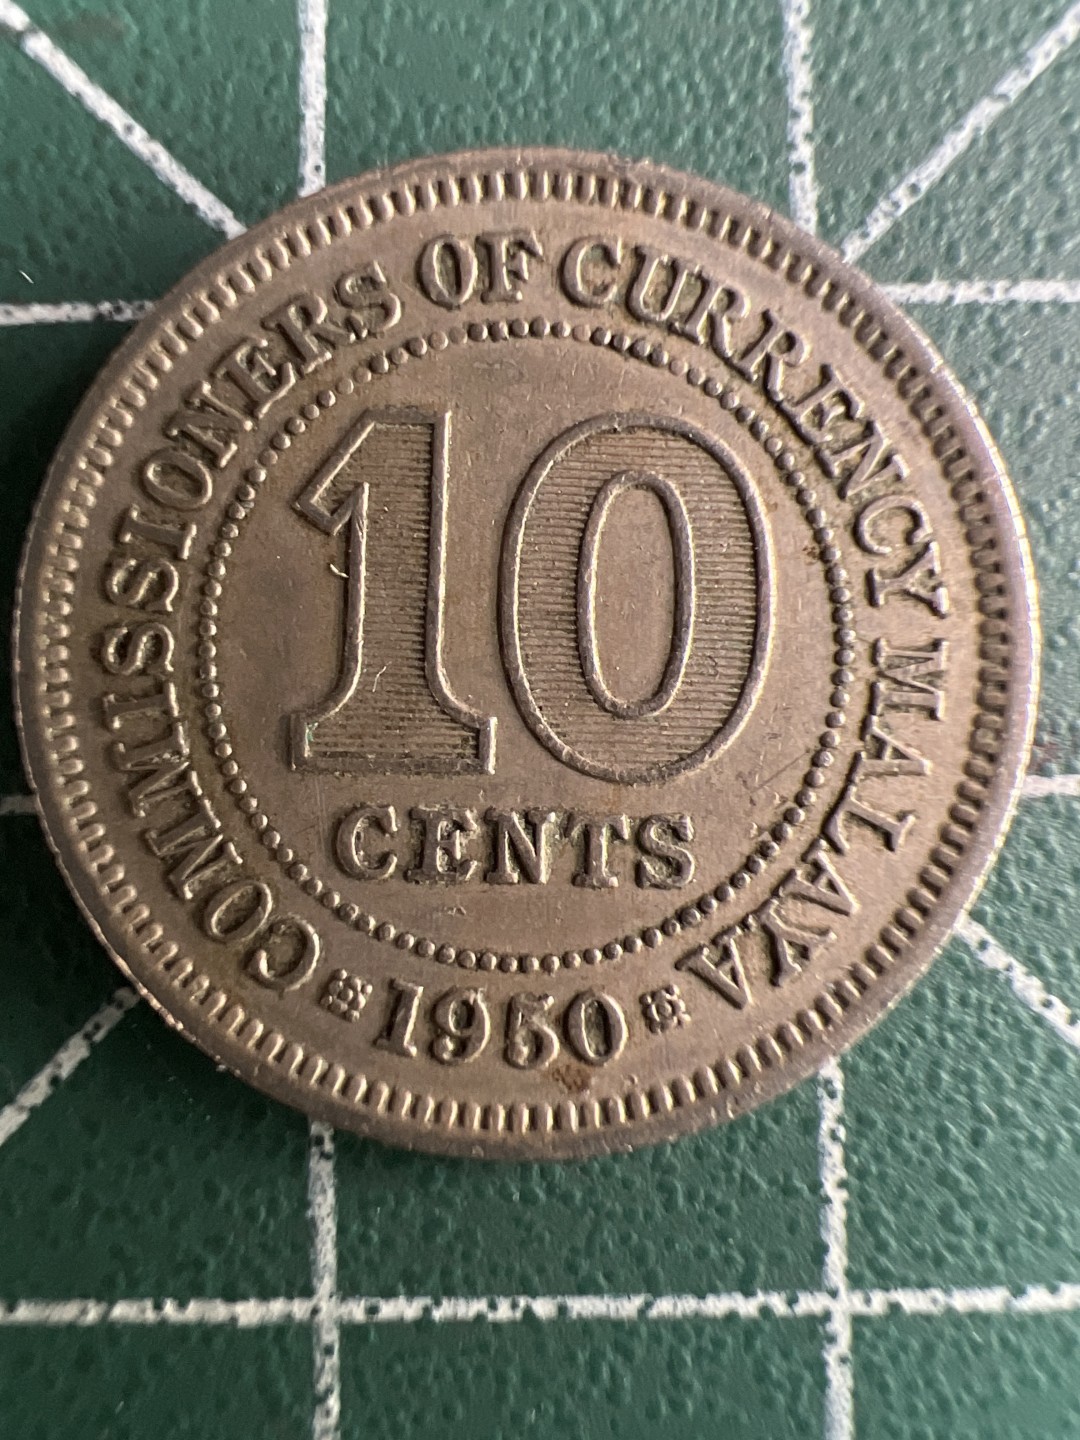 COMMISSIONERS OF CURRENCY MALAYA
10
CENTS
1950